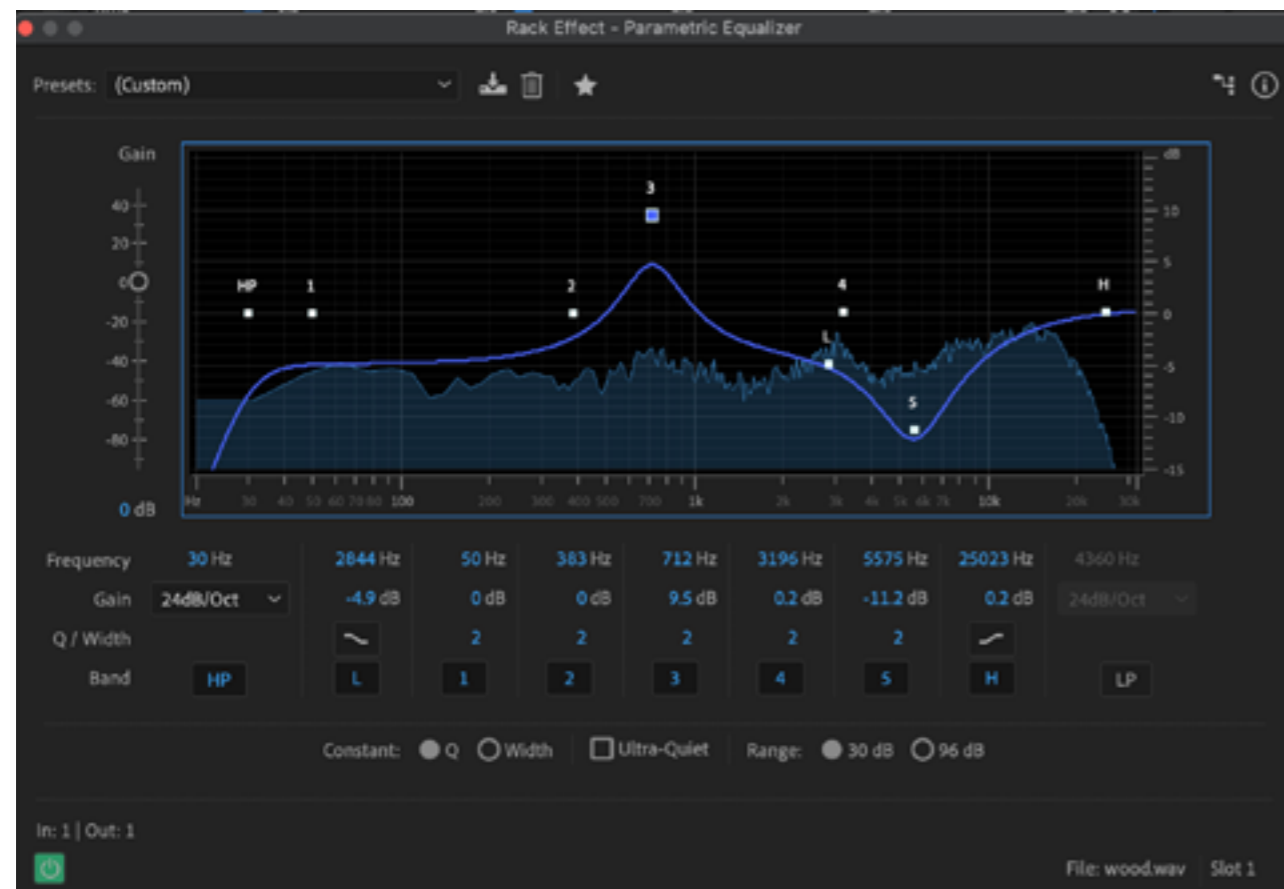 Rack Effect - Parametric Equalizer
Presets: (Custom)
Gain
dB
3
40
10
20
5
HP 1 2 4 H
0
0
-20
L
-40
-5
-60
5
-10
-80
-15
Hz 30 40 50 60 70 80 100 200 300 400 500 700 1k 2k 3k 4k 5k 6k 7k 10k 20k 30k
0 dB
Frequency 30 Hz 2844 Hz 50 Hz 383 Hz 712 Hz 3196 Hz 5575 Hz 25023 Hz 4360 Hz
Gain 24dB/Oct -4.9 dB 0 dB 0 dB 9.5 dB 0.2 dB -11.2 dB 0.2 dB 24dB/Oct
Q / Width 2 2 2 2 2
Band HP L 1 2 3 4 5 H LP
Constant: Q Width Ultra-Quiet Range: 30 dB 96 dB
In: 1 | Out: 1
File: wood.wav Slot 1